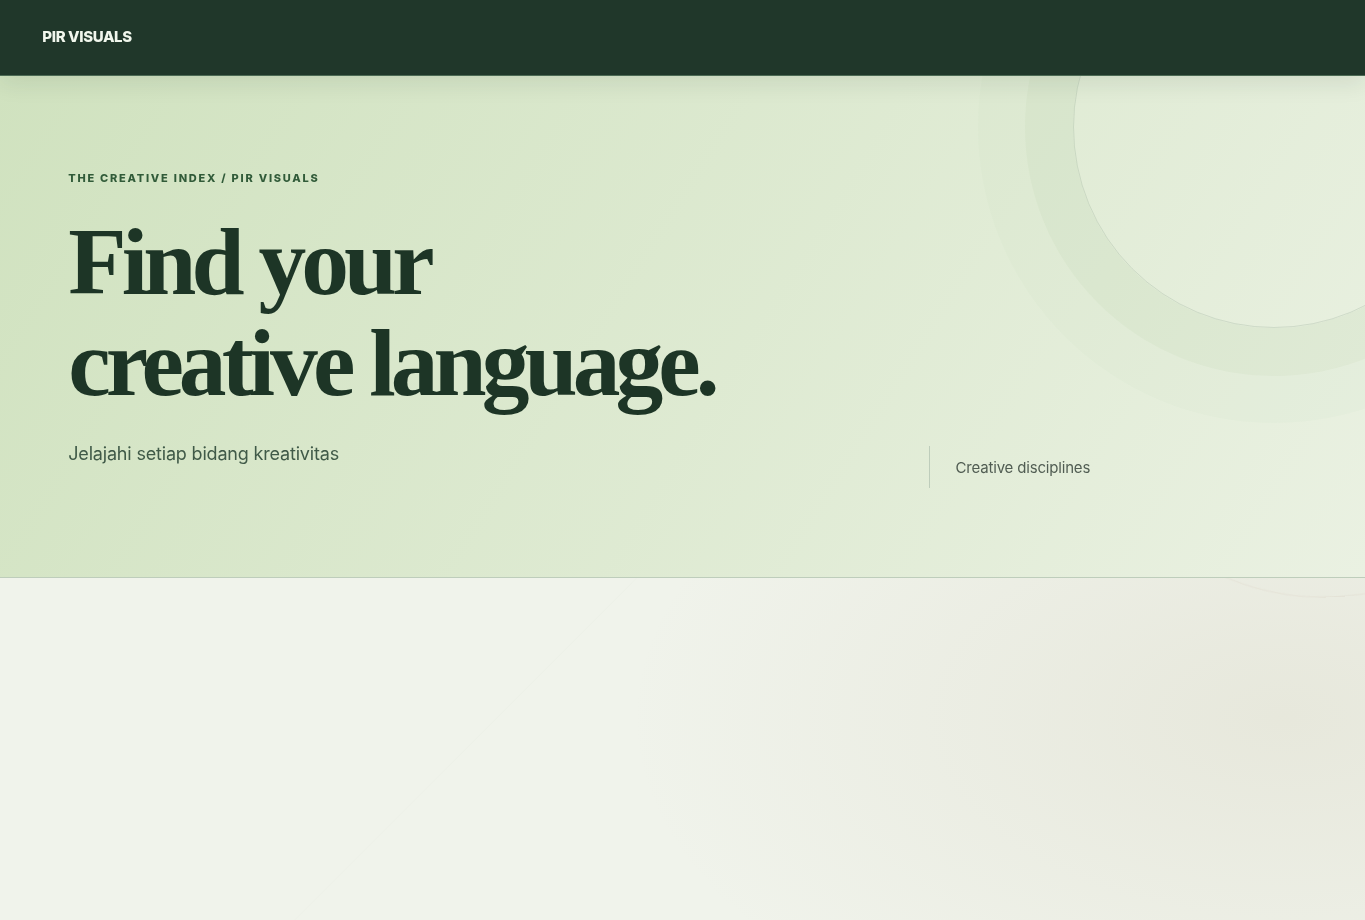 PIR VISUALS
THE CREATIVE INDEX / PIR VISUALS
Find your
creative language.
Jelajahi setiap bidang kreativitas
Creative disciplines